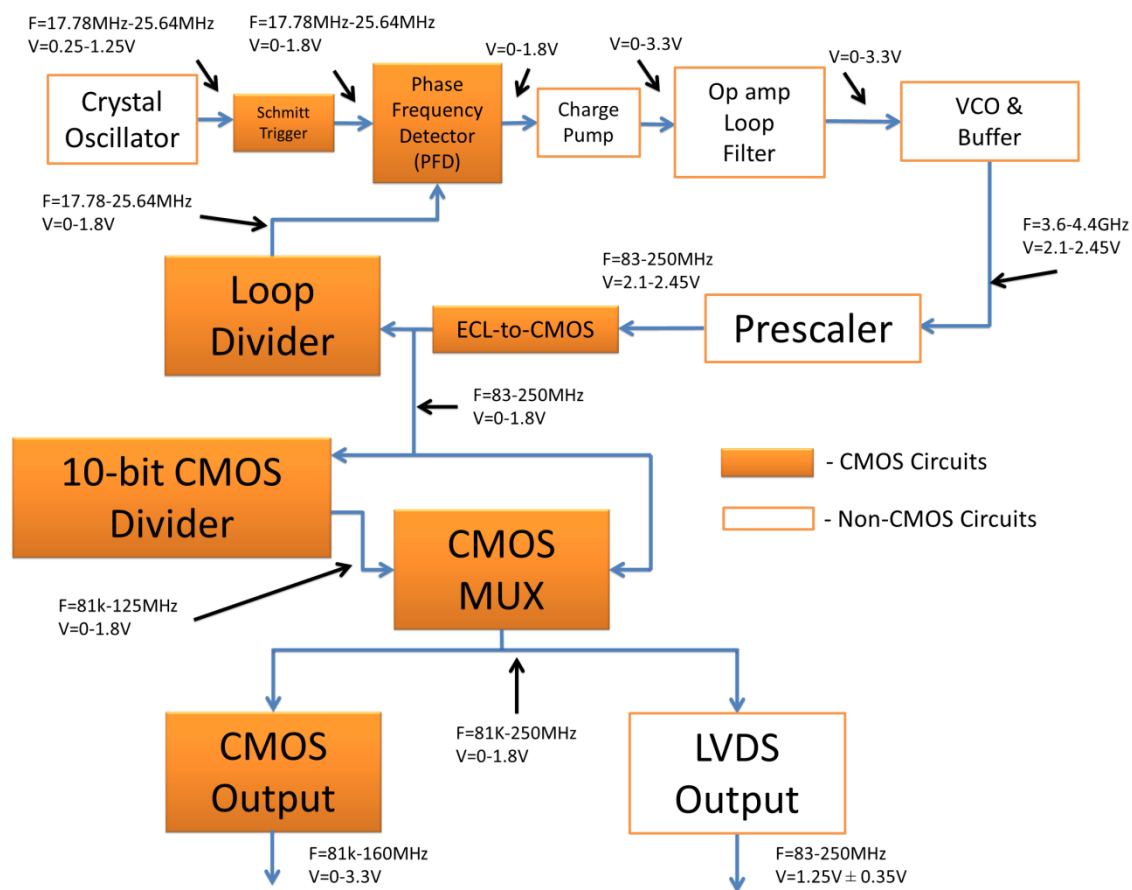 F=17.78MHz-25.64MHz
V=0.25-1.25V
F=17.78MHz-25.64MHz
V=0-1.8V
V=0-1.8V
V=0-3.3V
V=0-3.3V
Crystal
Oscillator
Schmitt
Trigger
Phase
Frequency
Detector
(PFD)
Charge
Pump
Op amp
Loop
Filter
VCO &
Buffer
F=17.78-25.64MHz
V=0-1.8V
F=3.6-4.4GHz
V=2.1-2.45V
F=83-250MHz
V=2.1-2.45V
Loop
Divider
ECL-to-CMOS
Prescaler
F=83-250MHz
V=0-1.8V
10-bit CMOS
Divider
- CMOS Circuits
- Non-CMOS Circuits
CMOS
MUX
F=81k-125MHz
V=0-1.8V
F=81K-250MHz
V=0-1.8V
CMOS
Output
LVDS
Output
F=81k-160MHz
V=0-3.3V
F=83-250MHz
V=1.25V ± 0.35V